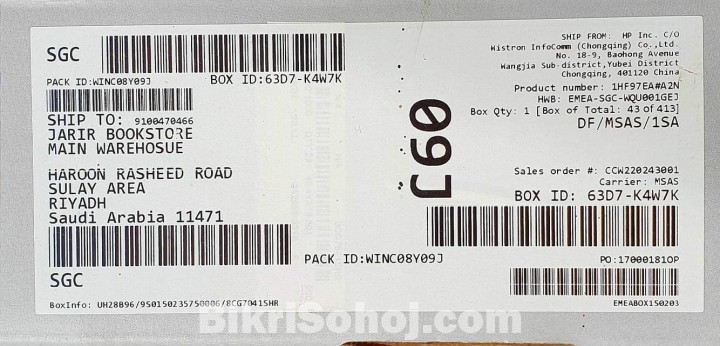 SGC
PACK ID:WINC08Y09J
BOX ID:63D7-K4W7K
SHIP TO: 9100470466
JARIR BOOKSTORE
MAIN WAREHOSUE
HAROON RASHEED ROAD
SULAY AREA
RIYADH
Saudi Arabia 11471
SGC
BoxInfo: UH28B96/9S0150235750006/8CG7041SHR
PACK ID:WINC08Y09J
J60
SHIP FROM: HP Inc. C/O
Wistron InfoComm (Chongqing) Co.,Ltd.
No. 18-9, Baohong Avenue
Wangjia Sub-district,Yubei District
Chongqing, 401120 China
Product number: 1HF97EA#A2N
HWB: EMEA-SGC-WQU001GEJ
Box Qty: 1 [Box of Total: 43 of 413]
DF/MSAS/1SA
Sales order #: CCW220243001
Carrier: MSAS
BOX ID: 63D7-K4W7K
PO:17000181OP
EMEABOX150203
BikriSohoj.com